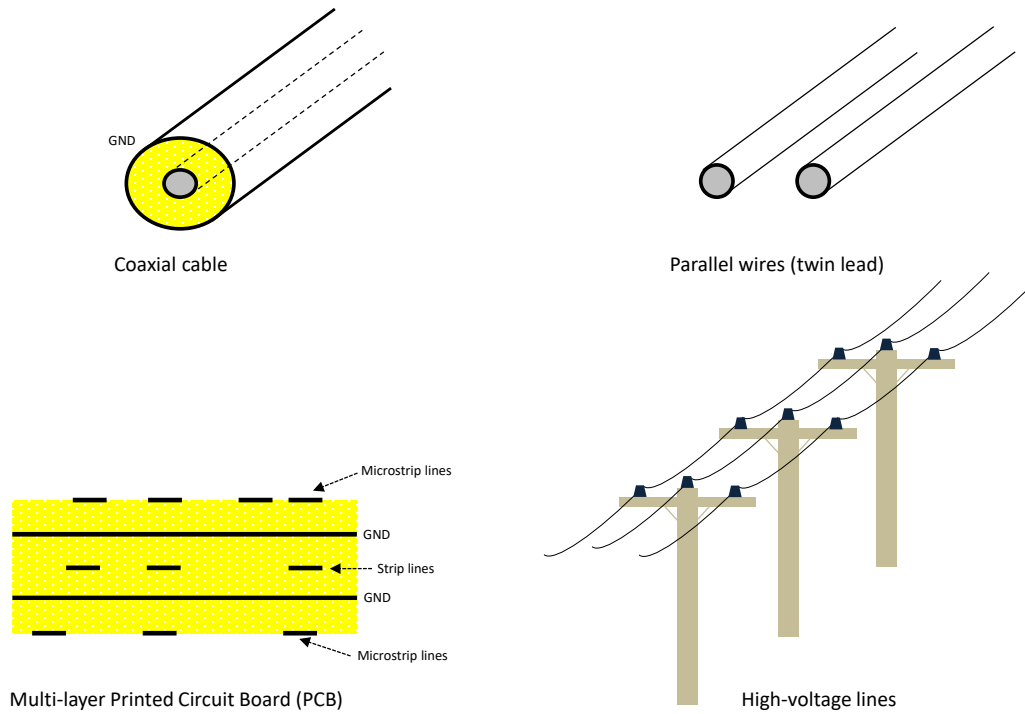 GND
Coaxial cable
Parallel wires (twin lead)
Microstrip lines
GND
Strip lines
GND
Microstrip lines
Multi-layer Printed Circuit Board (PCB)
High-voltage lines